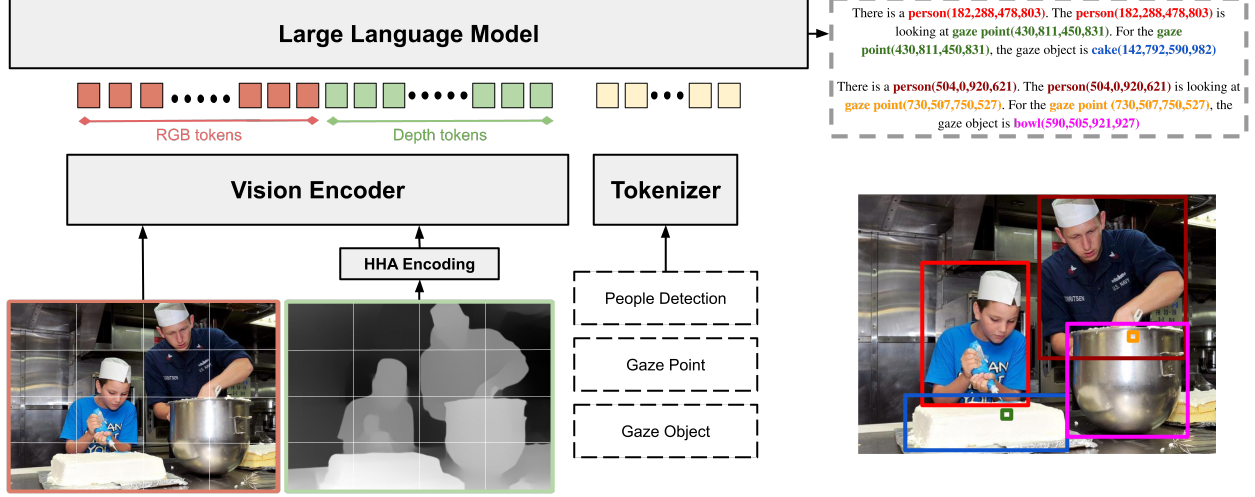 Large Language Model
There is a person(182,288,478,803). The person(182,288,478,803) is
looking at gaze point(430,811,450,831). For the gaze
point(430,811,450,831), the gaze object is cake(142,792,590,982)
There is a person(504,0,920,621). The person(504,0,920,621) is looking at
gaze point(730,507,750,527). For the gaze point (730,507,750,527), the
gaze object is bowl(590,505,921,927)
RGB tokens
Depth tokens
Vision Encoder
Tokenizer
HHA Encoding
People Detection
Gaze Point
Gaze Object
U.S. NAVY